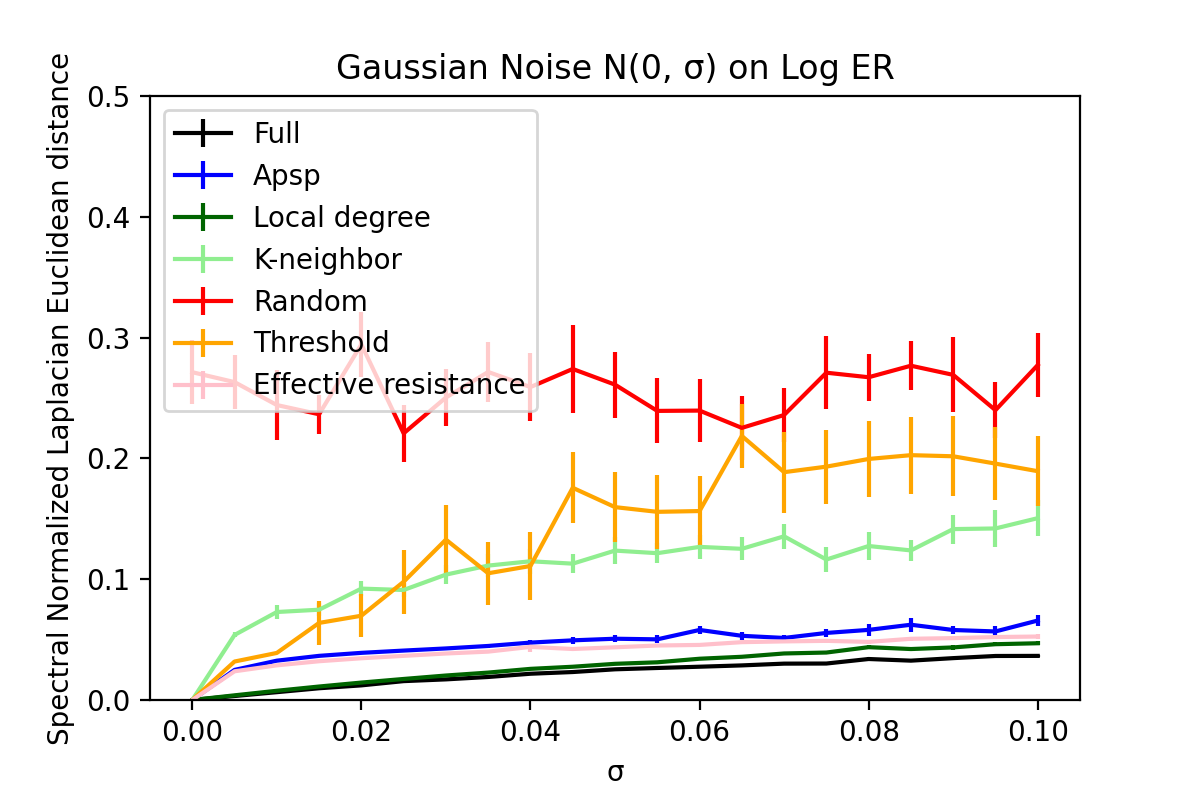 Gaussian Noise N(0, σ) on Log ER
Spectral Normalized Laplacian Euclidean distance
0.5
0.4
0.3
0.2
0.1
0.0
Full
Apsp
Local degree
K-neighbor
Random
Threshold
Effective resistance
0.00 0.02 0.04 0.06 0.08 0.10
σ